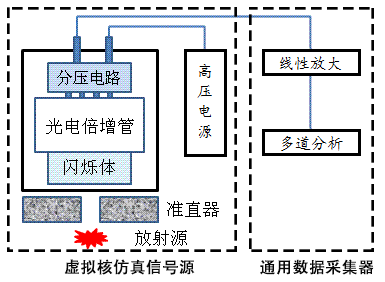 分压电路
光电倍增管
闪烁体
高压电源
准直器
放射源
虚拟核仿真信号源
线性放大
多道分析
通用数据采集器